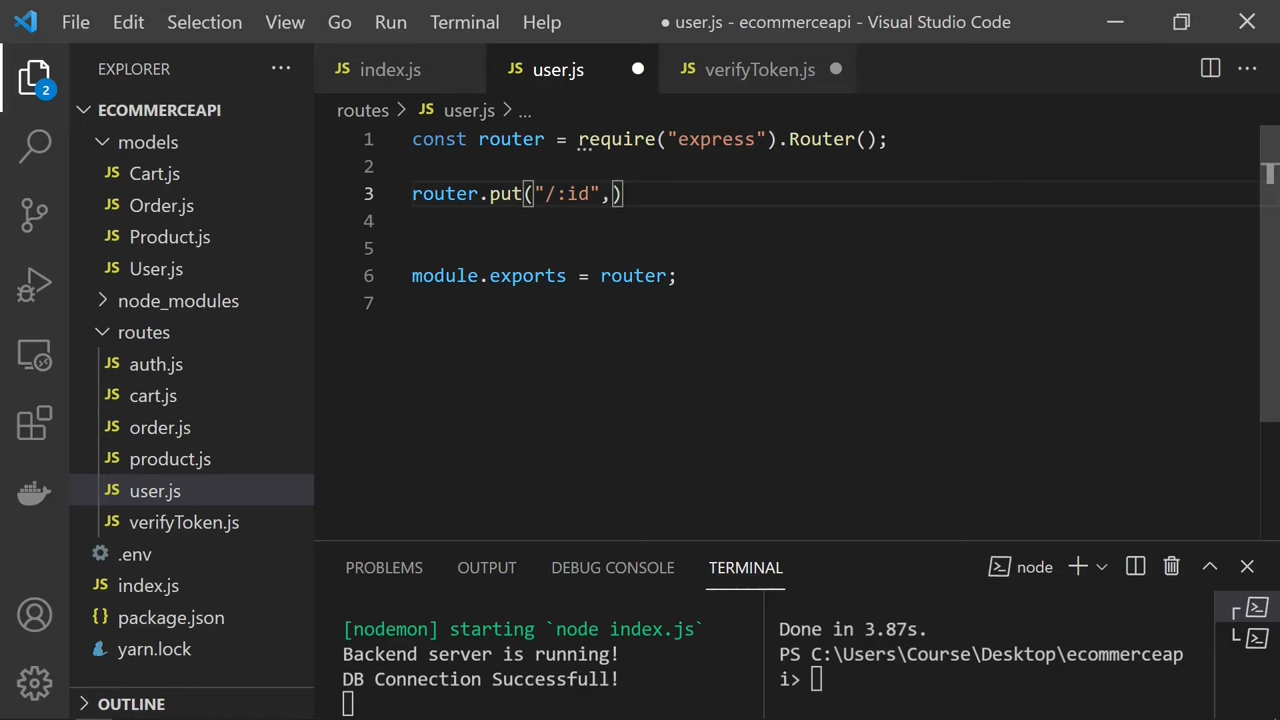 File Edit Selection View Go Run Terminal Help ● user.js - ecommerceapi - Visual Studio Code
EXPLORER ...
JS index.js JS user.js JS verifyToken.js
2
ECOMMERCEAPI
routes > JS user.js > ...
models
JS Cart.js
JS Order.js
JS Product.js
JS User.js
node_modules
routes
JS auth.js
JS cart.js
JS order.js
JS product.js
JS user.js
JS verifyToken.js
.env
JS index.js
{} package.json
yarn.lock
OUTLINE
1 const router = require("express").Router();
2
3 router.put("/:id",)
4
5
6 module.exports = router;
7
PROBLEMS OUTPUT DEBUG CONSOLE TERMINAL node
[nodemon] starting `node index.js`
Backend server is running!
DB Connection Successfull!
Done in 3.87s.
PS C:\Users\Course\Desktop\ecommerceap
i>